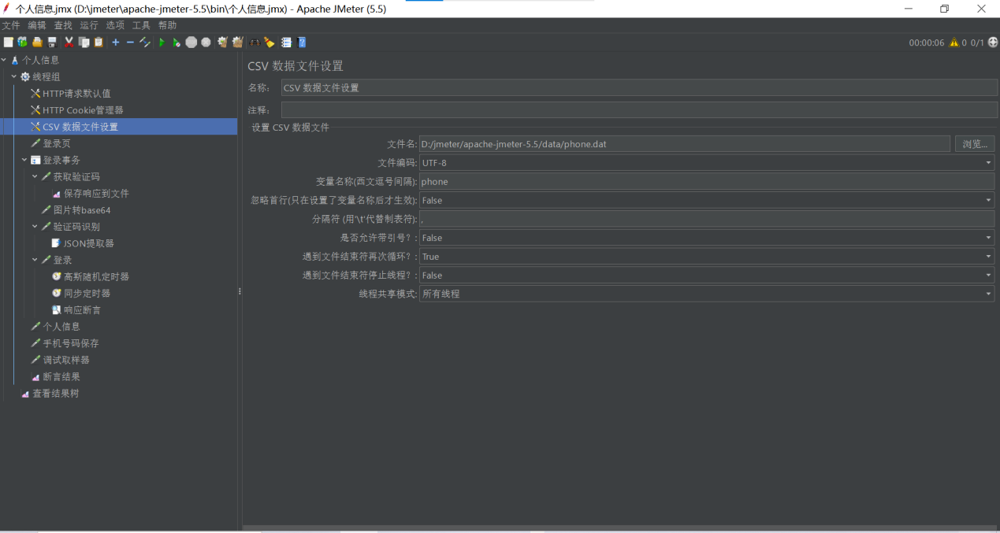 个人信息.jmx (D:\jmeter\apache-jmeter-5.5\bin\个人信息.jmx) - Apache JMeter (5.5)
文件 编辑 查找 运行 选项 工具 帮助
00:00:06 0 0/1
个人信息
线程组
HTTP请求默认值
HTTP Cookie管理器
CSV 数据文件设置
登录页
登录事务
获取验证码
保存响应到文件
图片转base64
验证码识别
JSON提取器
登录
高斯随机定时器
同步定时器
响应断言
个人信息
手机号码保存
调试取样器
断言结果
查看结果树
CSV 数据文件设置
名称: CSV 数据文件设置
注释:
设置 CSV 数据文件
文件名: D:/jmeter/apache-jmeter-5.5/data/phone.dat 浏览...
文件编码: UTF-8
变量名称(西文逗号间隔): phone
忽略首行(只在设置了变量名称后才生效): False
分隔符 (用'\t'代替制表符): ,
是否允许带引号? : False
遇到文件结束符再次循环? : True
遇到文件结束符停止线程? : False
线程共享模式: 所有线程